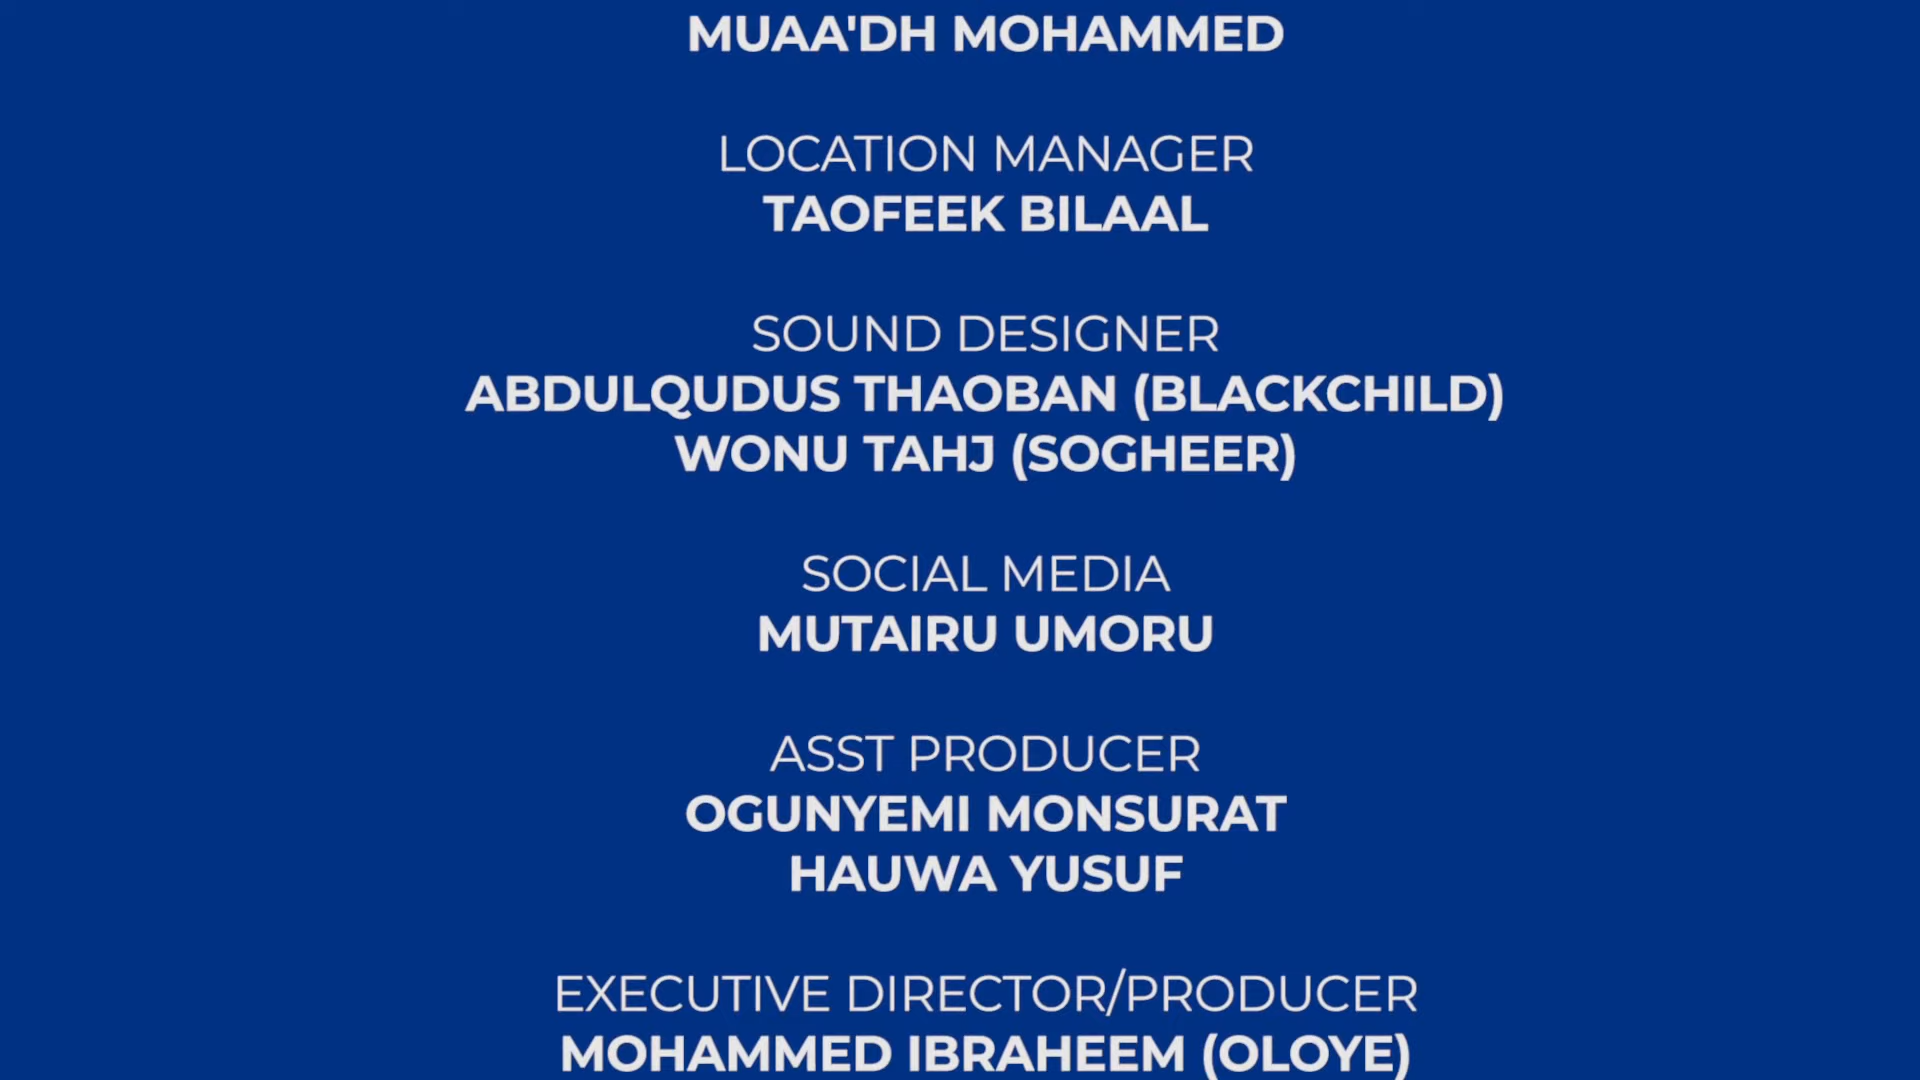 MUAA'DH MOHAMMED
LOCATION MANAGER
TAOFEEK BILAAL
SOUND DESIGNER
ABDULQUDUS THAOBAN (BLACKCHILD)
WONU TAHJ (SOGHEER)
SOCIAL MEDIA
MUTAIRU UMORU
ASST PRODUCER
OGUNYEMI MONSURAT
HAUWA YUSUF
EXECUTIVE DIRECTOR/PRODUCER
MOHAMMED IBRAHEEM (OLOYE)